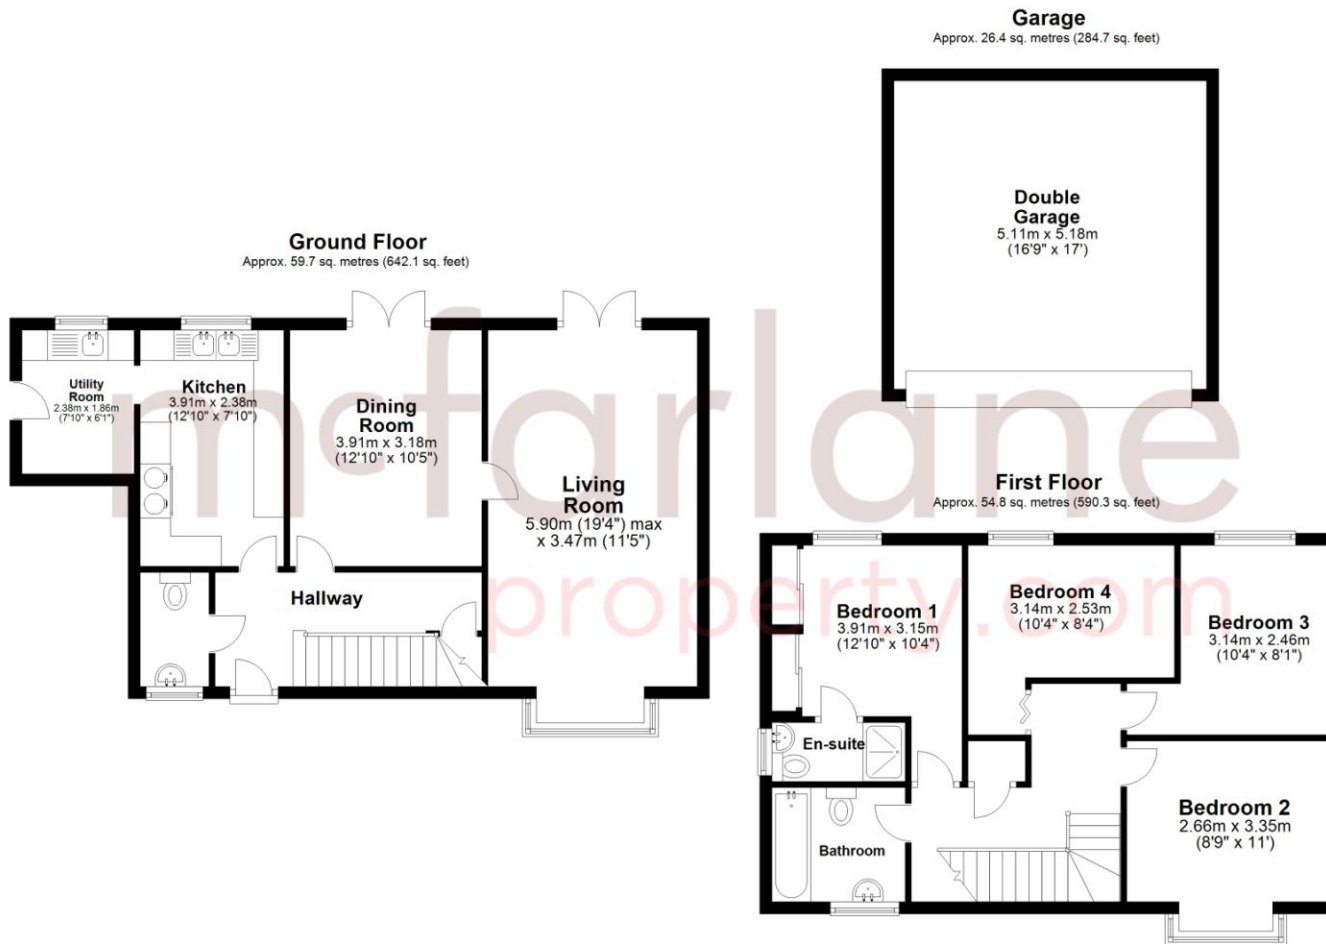 Garage
Approx. 26.4 sq. metres (284.7 sq. feet)
Double
Garage
5.11m x 5.18m
(16'9" x 17')
Ground Floor
Approx. 59.7 sq. metres (642.1 sq. feet)
Utility
Room
2.38m x 1.86m
(7'10" x 6'1")
Kitchen
3.91m x 2.38m
(12'10" x 7'10")
Dining
Room
3.91m x 3.18m
(12'10" x 10'5")
Living
Room
5.90m (19'4") max
x 3.47m (11'5")
Hallway
First Floor
Approx. 54.8 sq. metres (590.3 sq. feet)
Bedroom 1
3.91m x 3.15m
(12'10" x 10'4")
Bedroom 4
3.14m x 2.53m
(10'4" x 8'4")
Bedroom 3
3.14m x 2.46m
(10'4" x 8'1")
En-suite
Bathroom
Bedroom 2
2.66m x 3.35m
(8'9" x 11')
mcfarlane
property.com